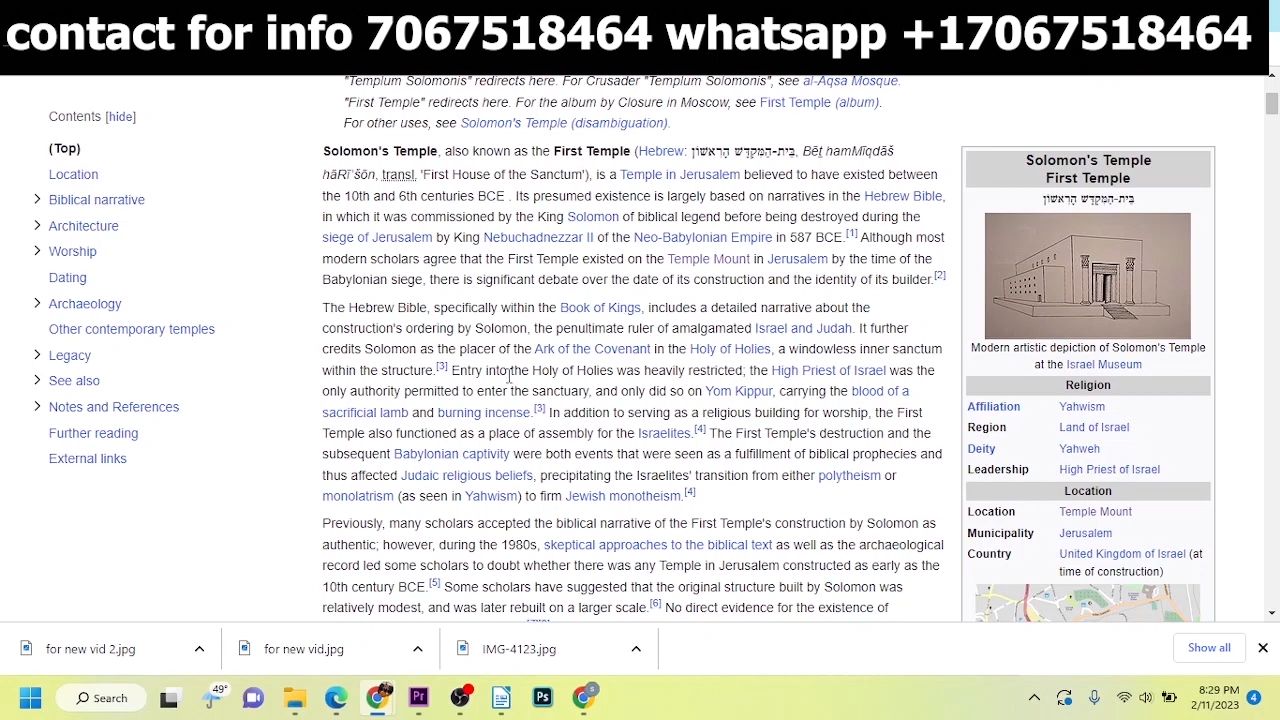 contact for info 7067518464 whatsapp +17067518464
"Templum Solomonis" redirects here. For Crusader "Templum Solomonis", see al-Aqsa Mosque.
"First Temple" redirects here. For the album by Closure in Moscow, see First Temple (album).
For other uses, see Solomon's Temple (disambiguation).
Contents [hide]
(Top)
Location
Biblical narrative
Architecture
Worship
Dating
Archaeology
Other contemporary temples
Legacy
See also
Notes and References
Further reading
External links
Solomon's Temple, also known as the First Temple (Hebrew: בֵּית-הַמִּקְדָּשׁ הָרִאשׁוֹן, Bēṯ hamMīqdāš
hāRīʾšōn, transl. 'First House of the Sanctum'), is a Temple in Jerusalem believed to have existed between
the 10th and 6th centuries BCE . Its presumed existence is largely based on narratives in the Hebrew Bible,
in which it was commissioned by the King Solomon of biblical legend before being destroyed during the
siege of Jerusalem by King Nebuchadnezzar II of the Neo-Babylonian Empire in 587 BCE.[1] Although most
modern scholars agree that the First Temple existed on the Temple Mount in Jerusalem by the time of the
Babylonian siege, there is significant debate over the date of its construction and the identity of its builder.[2]
The Hebrew Bible, specifically within the Book of Kings, includes a detailed narrative about the
construction's ordering by Solomon, the penultimate ruler of amalgamated Israel and Judah. It further
credits Solomon as the placer of the Ark of the Covenant in the Holy of Holies, a windowless inner sanctum
within the structure.[3] Entry into the Holy of Holies was heavily restricted; the High Priest of Israel was the
only authority permitted to enter the sanctuary, and only did so on Yom Kippur, carrying the blood of a
sacrificial lamb and burning incense.[3] In addition to serving as a religious building for worship, the First
Temple also functioned as a place of assembly for the Israelites.[4] The First Temple's destruction and the
subsequent Babylonian captivity were both events that were seen as a fulfillment of biblical prophecies and
thus affected Judaic religious beliefs, precipitating the Israelites' transition from either polytheism or
monolatrism (as seen in Yahwism) to firm Jewish monotheism.[4]
Previously, many scholars accepted the biblical narrative of the First Temple's construction by Solomon as
authentic; however, during the 1980s, skeptical approaches to the biblical text as well as the archaeological
record led some scholars to doubt whether there was any Temple in Jerusalem constructed as early as the
10th century BCE.[5] Some scholars have suggested that the original structure built by Solomon was
relatively modest, and was later rebuilt on a larger scale.[6] No direct evidence for the existence of
Solomon's Temple
First Temple
בֵּית-הַמִּקְדָּשׁ הָרִאשׁוֹן
Modern artistic depiction of Solomon's Temple
at the Israel Museum
Religion
Affiliation Yahwism
Region Land of Israel
Deity Yahweh
Leadership High Priest of Israel
Location
Location Temple Mount
Municipality Jerusalem
Country United Kingdom of Israel (at
time of construction)
for new vid 2.jpg
for new vid.jpg
IMG-4123.jpg
Show all
Search
49°
Pr
Ps
S
8:29 PM
2/11/2023
4